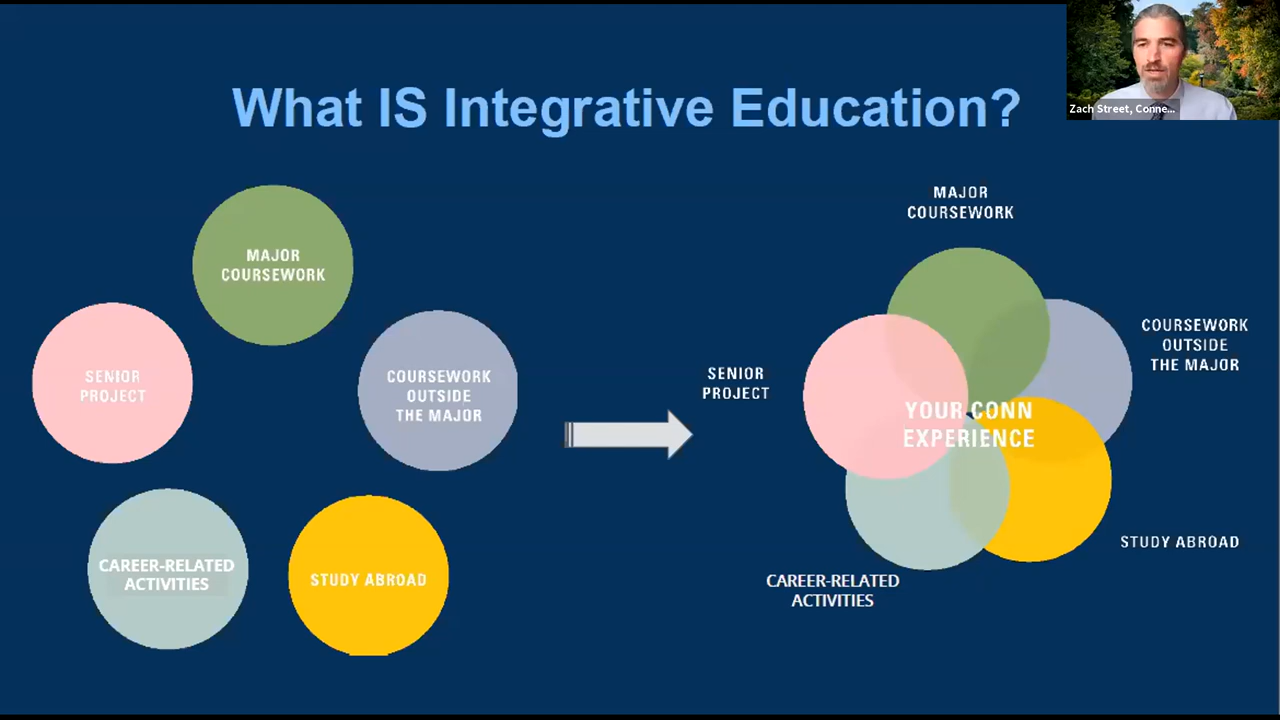 What IS Integrative Education?
Zach Street, Conne...
MAJOR
COURSEWORK
SENIOR
PROJECT
COURSEWORK
OUTSIDE
THE MAJOR
CAREER-RELATED
ACTIVITIES
STUDY ABROAD
MAJOR
COURSEWORK
COURSEWORK
OUTSIDE
THE MAJOR
SENIOR
PROJECT
YOUR CONN
EXPERIENCE
STUDY ABROAD
CAREER-RELATED
ACTIVITIES